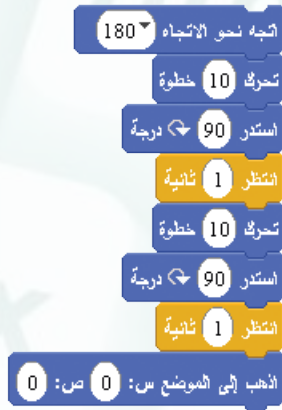 اتجه نحو الاتجاه 180
تحرك 10 خطوة
استدر 90 درجة
انتظر 1 ثانية
تحرك 10 خطوة
استدر 90 درجة
انتظر 1 ثانية
اذهب إلى الموضع س: 0 ص: 0